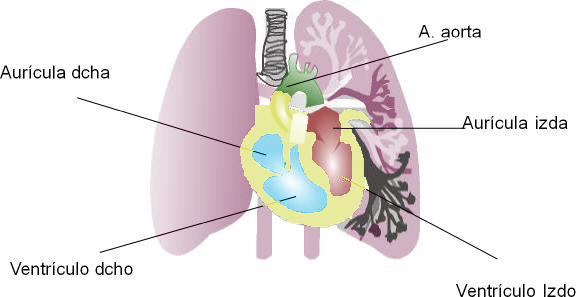 A. aorta
Aurícula dcha
Aurícula izda
Ventrículo dcho
Ventrículo Izdo